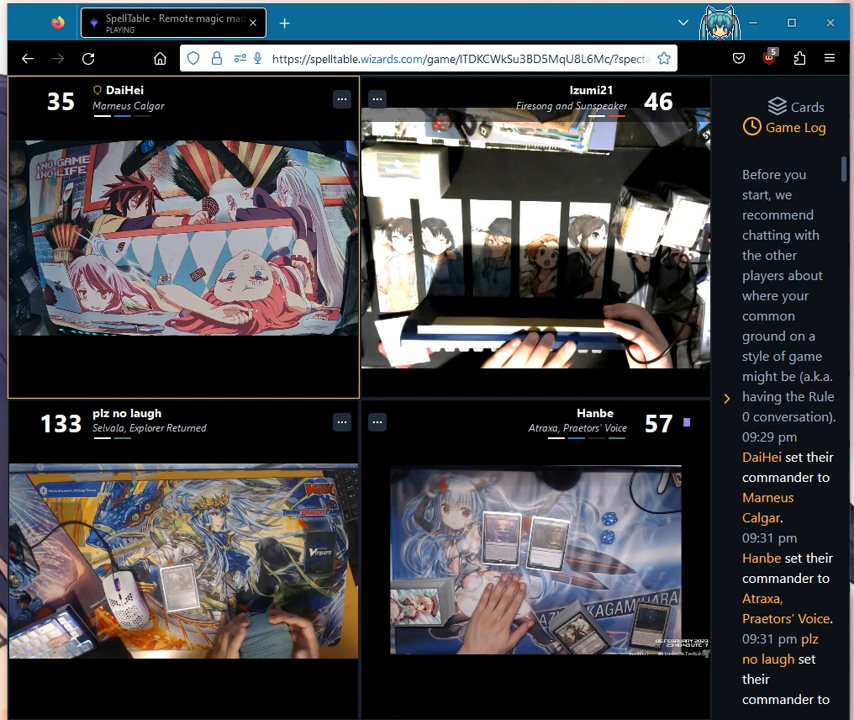 SpellTable - Remote magic mad
PLAYING
https://spelltable.wizards.com/game/ITDKCWkSu3BD5MqU8L6Mc/?specta
5
35
DaiHei
Marneus Calgar
NO GAME
NO LIFE
Izumi21
Firesong and Sunspeaker
46
133
plz no laugh
Selvala, Explorer Returned
Hanbe
Atraxa, Praetors' Voice
57
Cards
Game Log
Before you
start, we
recommend
chatting with
the other
players about
where your
common
ground on a
style of game
might be (a.k.a.
having the Rule
0 conversation).
09:29 pm
DaiHei set their
commander to
Marneus
Calgar.
09:31 pm
Hanbe set their
commander to
Atraxa,
Praetors' Voice.
09:31 pm plz
no laugh set
their
commander to